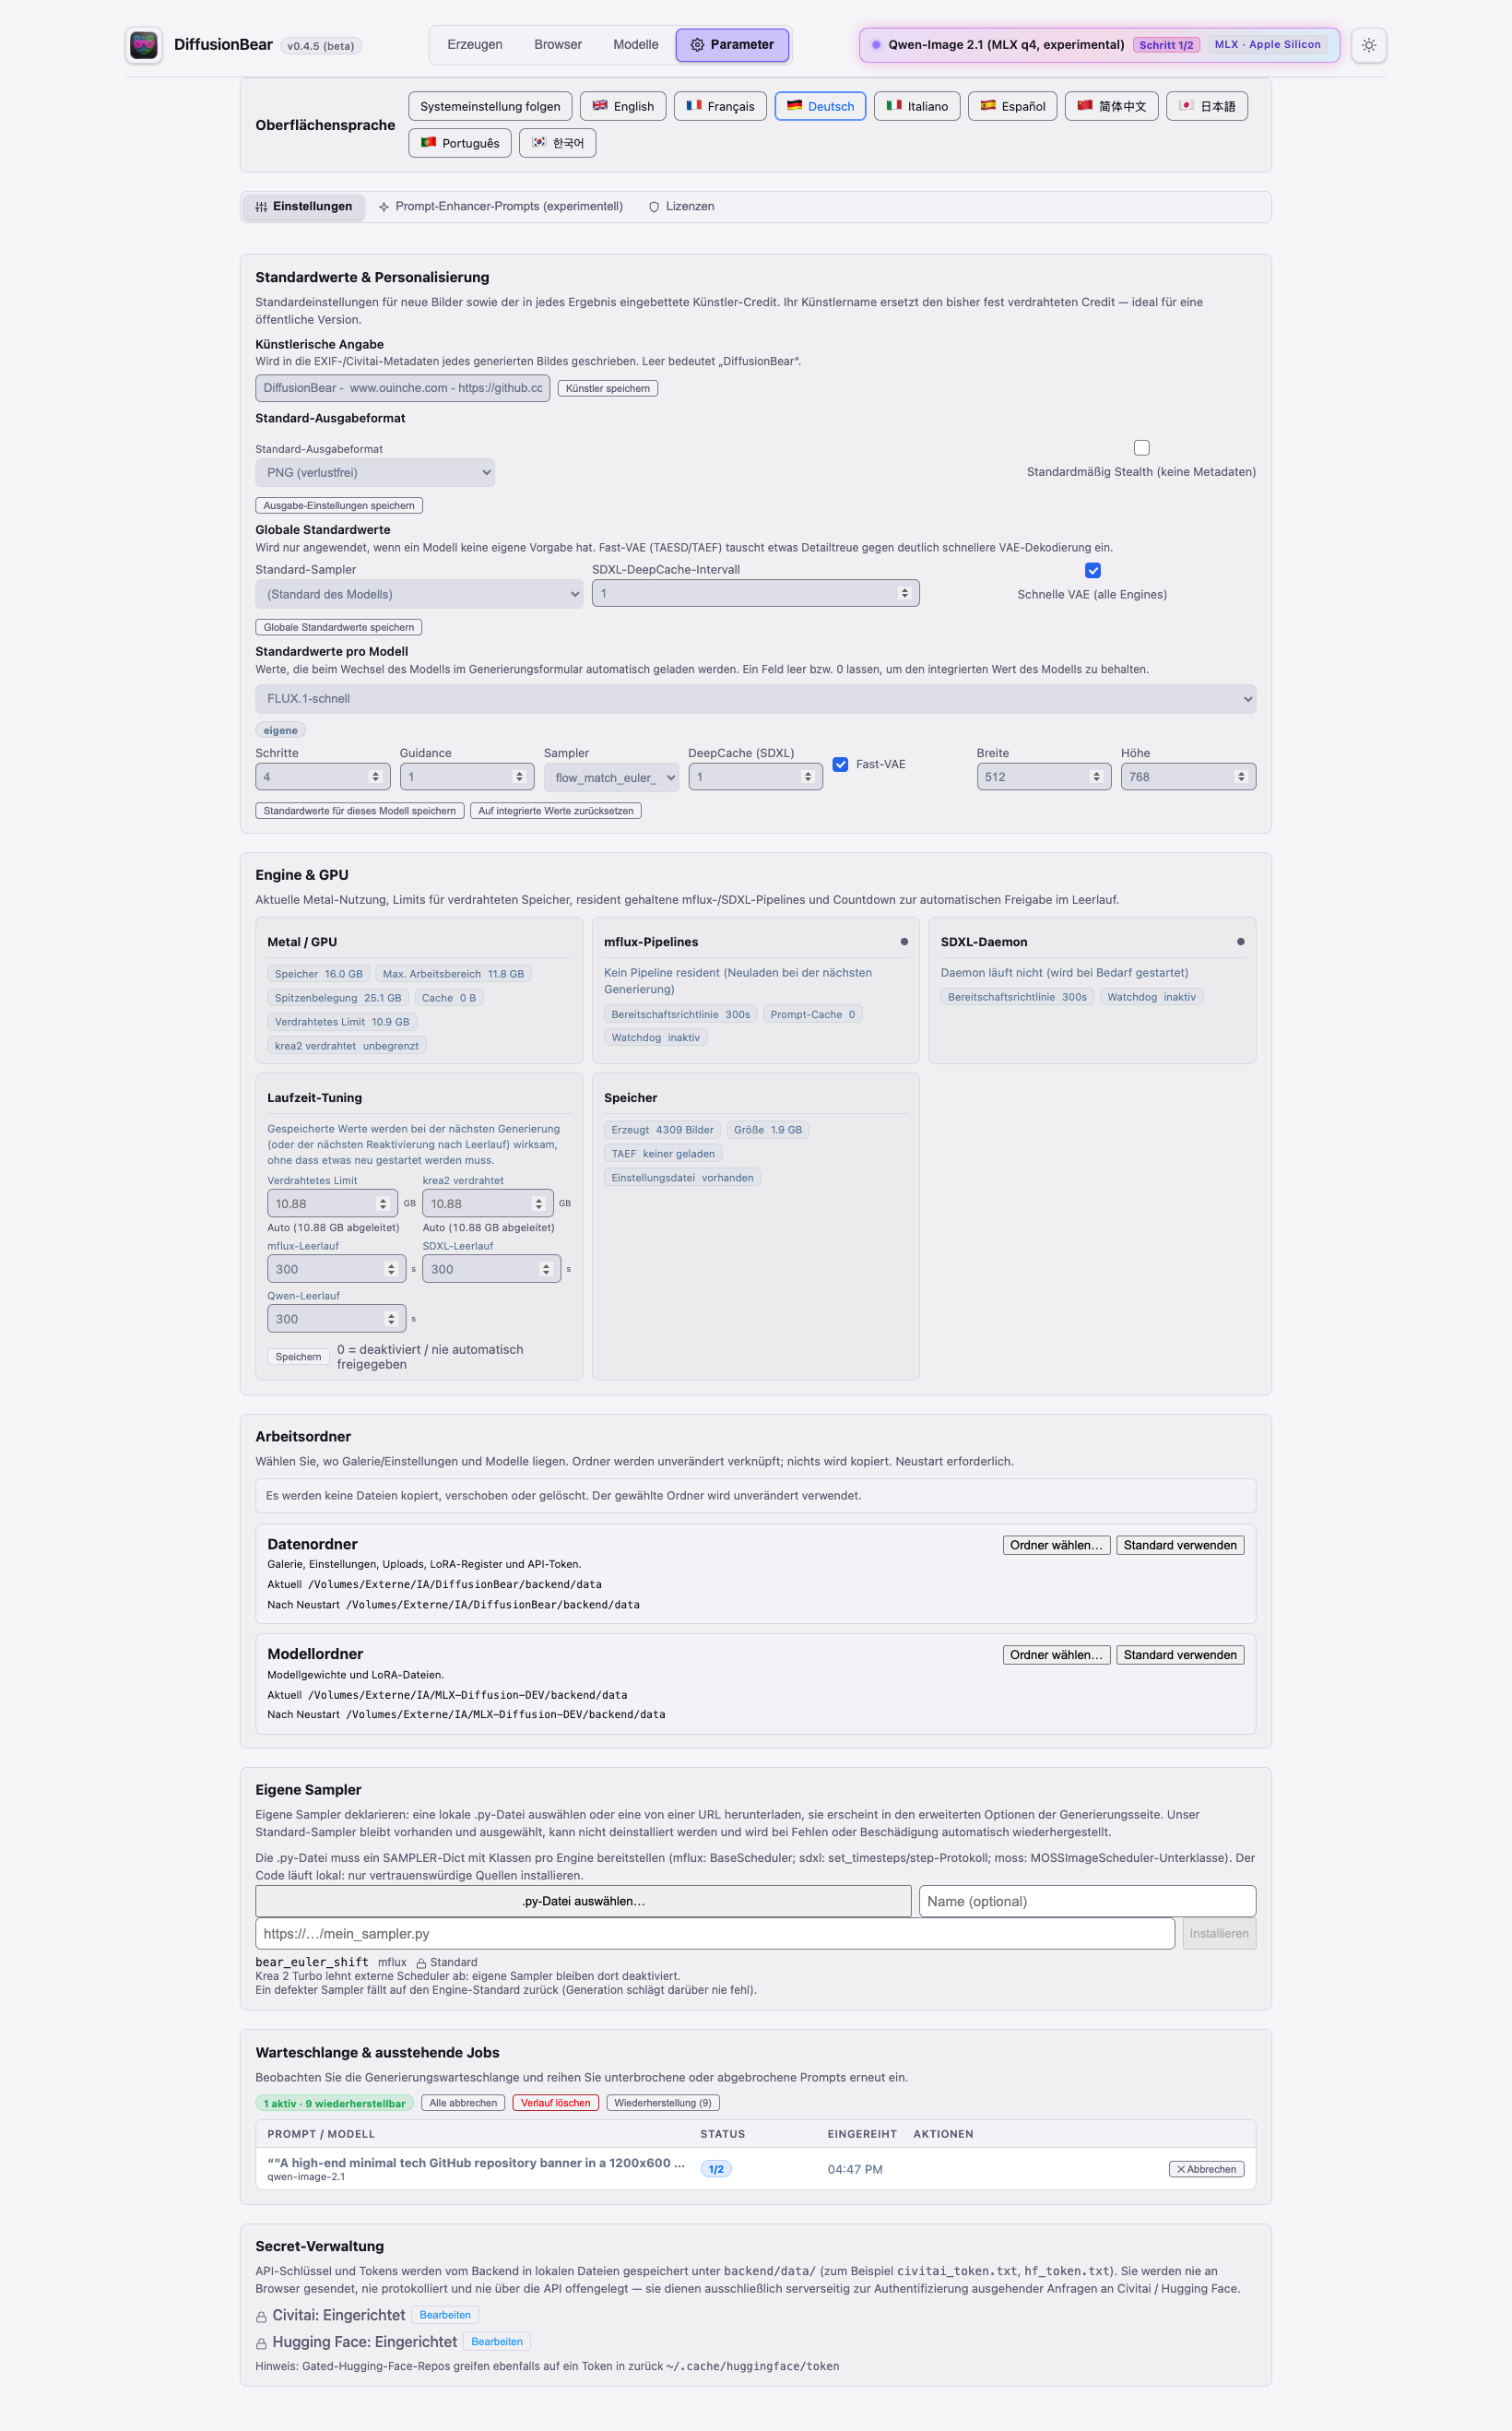 DiffusionBear v0.4.5 (beta)
Erzeugen Browser Modelle Parameter
Qwen-Image 2.1 (MLX q4, experimental) Schritt 1/2 MLX · Apple Silicon
Oberflächensprache
Systemeinstellung folgen English Français Deutsch Italiano Español 简体中文 日本語
Português 한국어
Einstellungen Prompt-Enhancer-Prompts (experimentell) Lizenzen
Standardwerte & Personalisierung
Standardeinstellungen für neue Bilder sowie der in jedes Ergebnis eingebettete Künstler-Credit. Ihr Künstlername ersetzt den bisher fest verdrahteten Credit — ideal für eine
öffentliche Version.
Künstlerische Angabe
Wird in die EXIF-/Civitai-Metadaten jedes generierten Bildes geschrieben. Leer bedeutet „DiffusionBear“.
DiffusionBear - www.ouinche.com - https://github.cc Künstler speichern
Standard-Ausgabeformat
Standard-Ausgabeformat
PNG (verlustfrei) Standardmäßig Stealth (keine Metadaten)
Ausgabe-Einstellungen speichern
Globale Standardwerte
Wird nur angewendet, wenn ein Modell keine eigene Vorgabe hat. Fast-VAE (TAESD/TAEF) tauscht etwas Detailtreue gegen deutlich schnellere VAE-Dekodierung ein.
Standard-Sampler SDXL-DeepCache-Intervall
(Standard des Modells) 1 Schnelle VAE (alle Engines)
Globale Standardwerte speichern
Standardwerte pro Modell
Werte, die beim Wechsel des Modells im Generierungsformular automatisch geladen werden. Ein Feld leer bzw. 0 lassen, um den integrierten Wert des Modells zu behalten.
FLUX.1-schnell
eigene
Schritte Guidance Sampler DeepCache (SDXL) Fast-VAE Breite Höhe
4 1 flow_match_euler_ 1 512 768
Standardwerte für dieses Modell speichern Auf integrierte Werte zurücksetzen
Engine & GPU
Aktuelle Metal-Nutzung, Limits für verdrahteten Speicher, resident gehaltene mflux-/SDXL-Pipelines und Countdown zur automatischen Freigabe im Leerlauf.
Metal / GPU
Speicher 16.0 GB Max. Arbeitsbereich 11.8 GB
Spitzenbelegung 25.1 GB Cache 0 B
Verdrahtetes Limit 10.9 GB
krea2 verdrahtet unbegrenzt
mflux-Pipelines
Kein Pipeline resident (Neuladen bei der nächsten
Generierung)
Bereitschaftsrichtlinie 300s Prompt-Cache 0
Watchdog inaktiv
SDXL-Daemon
Daemon läuft nicht (wird bei Bedarf gestartet)
Bereitschaftsrichtlinie 300s Watchdog inaktiv
Laufzeit-Tuning
Gespeicherte Werte werden bei der nächsten Generierung
(oder der nächsten Reaktivierung nach Leerlauf) wirksam,
ohne dass etwas neu gestartet werden muss.
Verdrahtetes Limit krea2 verdrahtet
10.88 GB 10.88 GB
Auto (10.88 GB abgeleitet) Auto (10.88 GB abgeleitet)
mflux-Leerlauf SDXL-Leerlauf
300 s 300 s
Qwen-Leerlauf
300 s
Speichern 0 = deaktiviert / nie automatisch
freigegeben
Speicher
Erzeugt 4309 Bilder Größe 1.9 GB
TAEF keiner geladen
Einstellungsdatei vorhanden
Arbeitsordner
Wählen Sie, wo Galerie/Einstellungen und Modelle liegen. Ordner werden unverändert verknüpft; nichts wird kopiert. Neustart erforderlich.
Es werden keine Dateien kopiert, verschoben oder gelöscht. Der gewählte Ordner wird unverändert verwendet.
Datenordner Ordner wählen… Standard verwenden
Galerie, Einstellungen, Uploads, LoRA-Register und API-Token.
Aktuell /Volumes/Externe/IA/DiffusionBear/backend/data
Nach Neustart /Volumes/Externe/IA/DiffusionBear/backend/data
Modellordner Ordner wählen… Standard verwenden
Modellgewichte und LoRA-Dateien.
Aktuell /Volumes/Externe/IA/MLX-Diffusion-DEV/backend/data
Nach Neustart /Volumes/Externe/IA/MLX-Diffusion-DEV/backend/data
Eigene Sampler
Eigene Sampler deklarieren: eine lokale .py-Datei auswählen oder eine von einer URL herunterladen, sie erscheint in den erweiterten Optionen der Generierungsseite. Unser
Standard-Sampler bleibt vorhanden und ausgewählt, kann nicht deinstalliert werden und wird bei Fehlen oder Beschädigung automatisch wiederhergestellt.
Die .py-Datei muss ein SAMPLER-Dict mit Klassen pro Engine bereitstellen (mflux: BaseScheduler; sdxl: set_timesteps/step-Protokoll; moss: MOSSImageScheduler-Unterklasse). Der
Code läuft lokal: nur vertrauenswürdige Quellen installieren.
.py-Datei auswählen… Name (optional)
https://…/mein_sampler.py Installieren
bear_euler_shift mflux Standard
Krea 2 Turbo lehnt externe Scheduler ab: eigene Sampler bleiben dort deaktiviert.
Ein defekter Sampler fällt auf den Engine-Standard zurück (Generation schlägt darüber nie fehl).
Warteschlange & ausstehende Jobs
Beobachten Sie die Generierungswarteschlange und reihen Sie unterbrochene oder abgebrochene Prompts erneut ein.
1 aktiv · 9 wiederherstellbar Alle abbrechen Verlauf löschen Wiederherstellung (9)
PROMPT / MODELL STATUS EINGEREIHT AKTIONEN
“"A high-end minimal tech GitHub repository banner in a 1200x600 ... 1/2 04:47 PM Abbrechen
qwen-image-2.1
Secret-Verwaltung
API-Schlüssel und Tokens werden vom Backend in lokalen Dateien gespeichert unter backend/data/ (zum Beispiel civitai_token.txt, hf_token.txt). Sie werden nie an
Browser gesendet, nie protokolliert und nie über die API offengelegt — sie dienen ausschließlich serverseitig zur Authentifizierung ausgehender Anfragen an Civitai / Hugging Face.
Civitai: Eingerichtet Bearbeiten
Hugging Face: Eingerichtet Bearbeiten
Hinweis: Gated-Hugging-Face-Repos greifen ebenfalls auf ein Token in zurück ~/.cache/huggingface/token